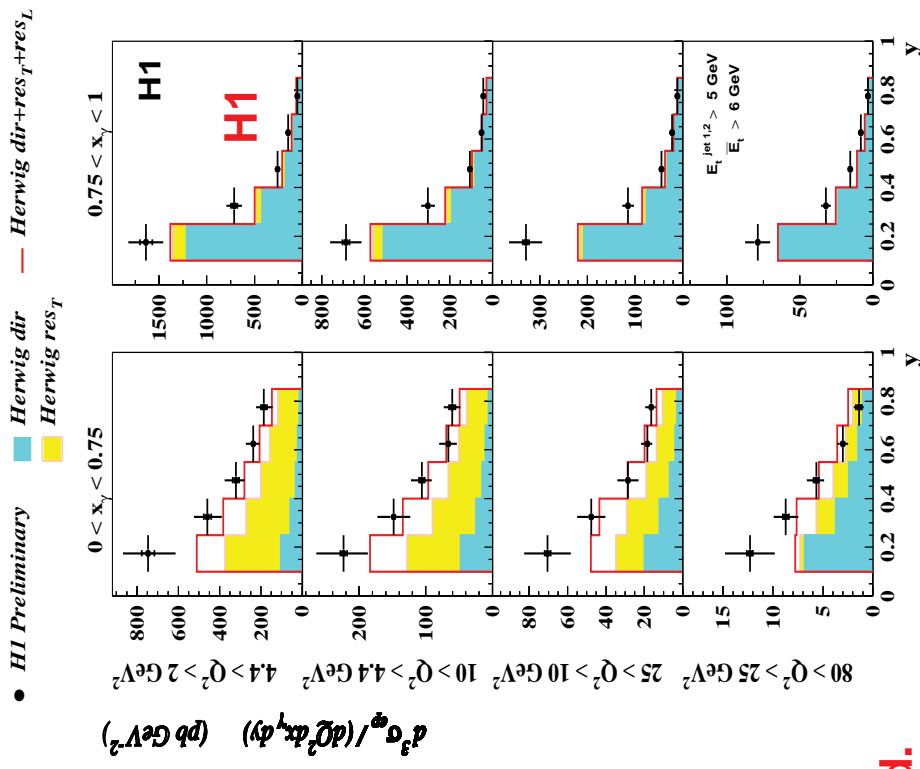 ● H1 Preliminary
Herwig dir
Herwig res_T
— Herwig dir+res_T+res_L
d³σ_ep / (dQ²dx_γ dy) (pb GeV⁻²)
0 < x_γ < 0.75
0.75 < x_γ < 1
H1
H1
4.4 > Q² > 2 GeV²
0
200
400
600
800
0
500
1000
1500
10 > Q² > 4.4 GeV²
0
100
200
0
200
400
600
800
25 > Q² > 10 GeV²
0
20
40
60
80
0
100
200
300
80 > Q² > 25 GeV²
0
5
10
15
0
50
100
E_t^jet 1,2 > 5 GeV
E̅_t > 6 GeV
0 0.2 0.4 0.6 0.8 1
y
0 0.2 0.4 0.6 0.8 1
y
d.